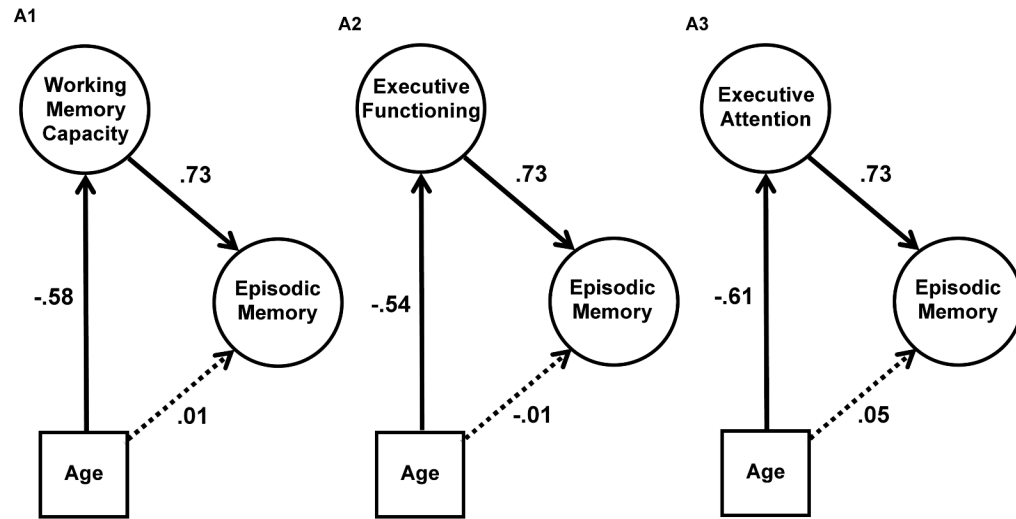 A1
Working
Memory
Capacity
.73
Episodic
Memory
-.58
.01
Age
A2
Executive
Functioning
.73
Episodic
Memory
-.54
-.01
Age
A3
Executive
Attention
.73
Episodic
Memory
-.61
.05
Age